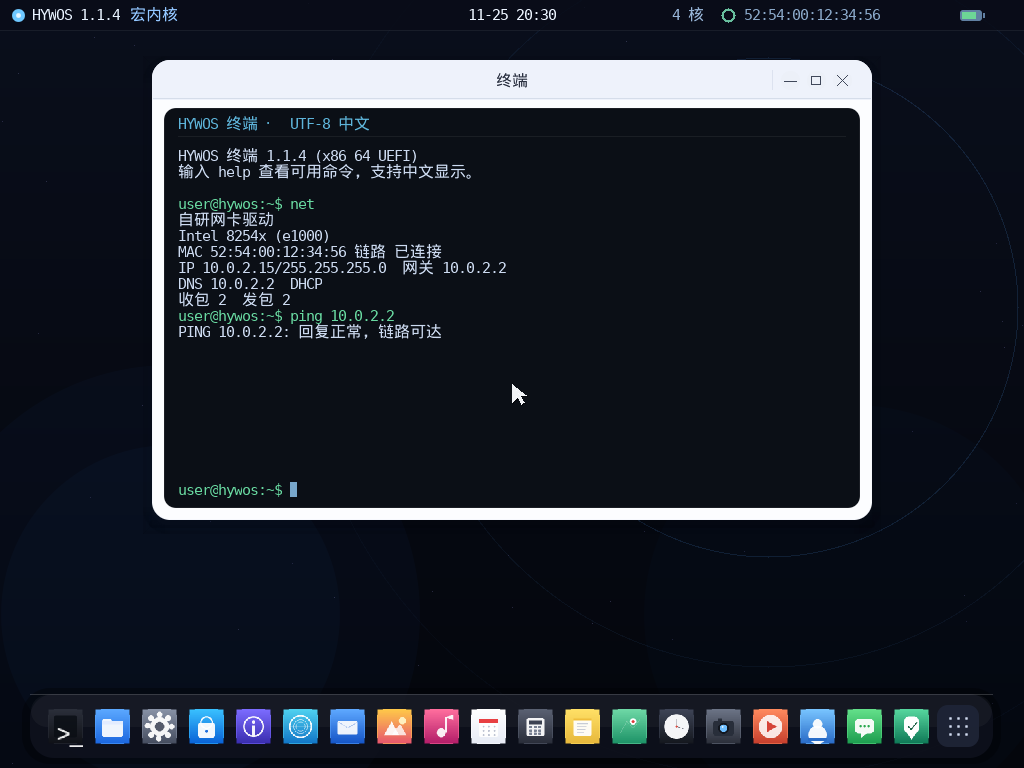 HYWOS 1.1.4 宏内核
11-25 20:30
4 核
52:54:00:12:34:56
终端
HYWOS 终端 · UTF-8 中文
HYWOS 终端 1.1.4 (x86 64 UEFI)
输入 help 查看可用命令，支持中文显示。
user@hywos:~$ net
自研网卡驱动
Intel 8254x (e1000)
MAC 52:54:00:12:34:56 链路 已连接
IP 10.0.2.15/255.255.255.0 网关 10.0.2.2
DNS 10.0.2.2 DHCP
收包 2 发包 2
user@hywos:~$ ping 10.0.2.2
PING 10.0.2.2: 回复正常，链路可达
user@hywos:~$
>_